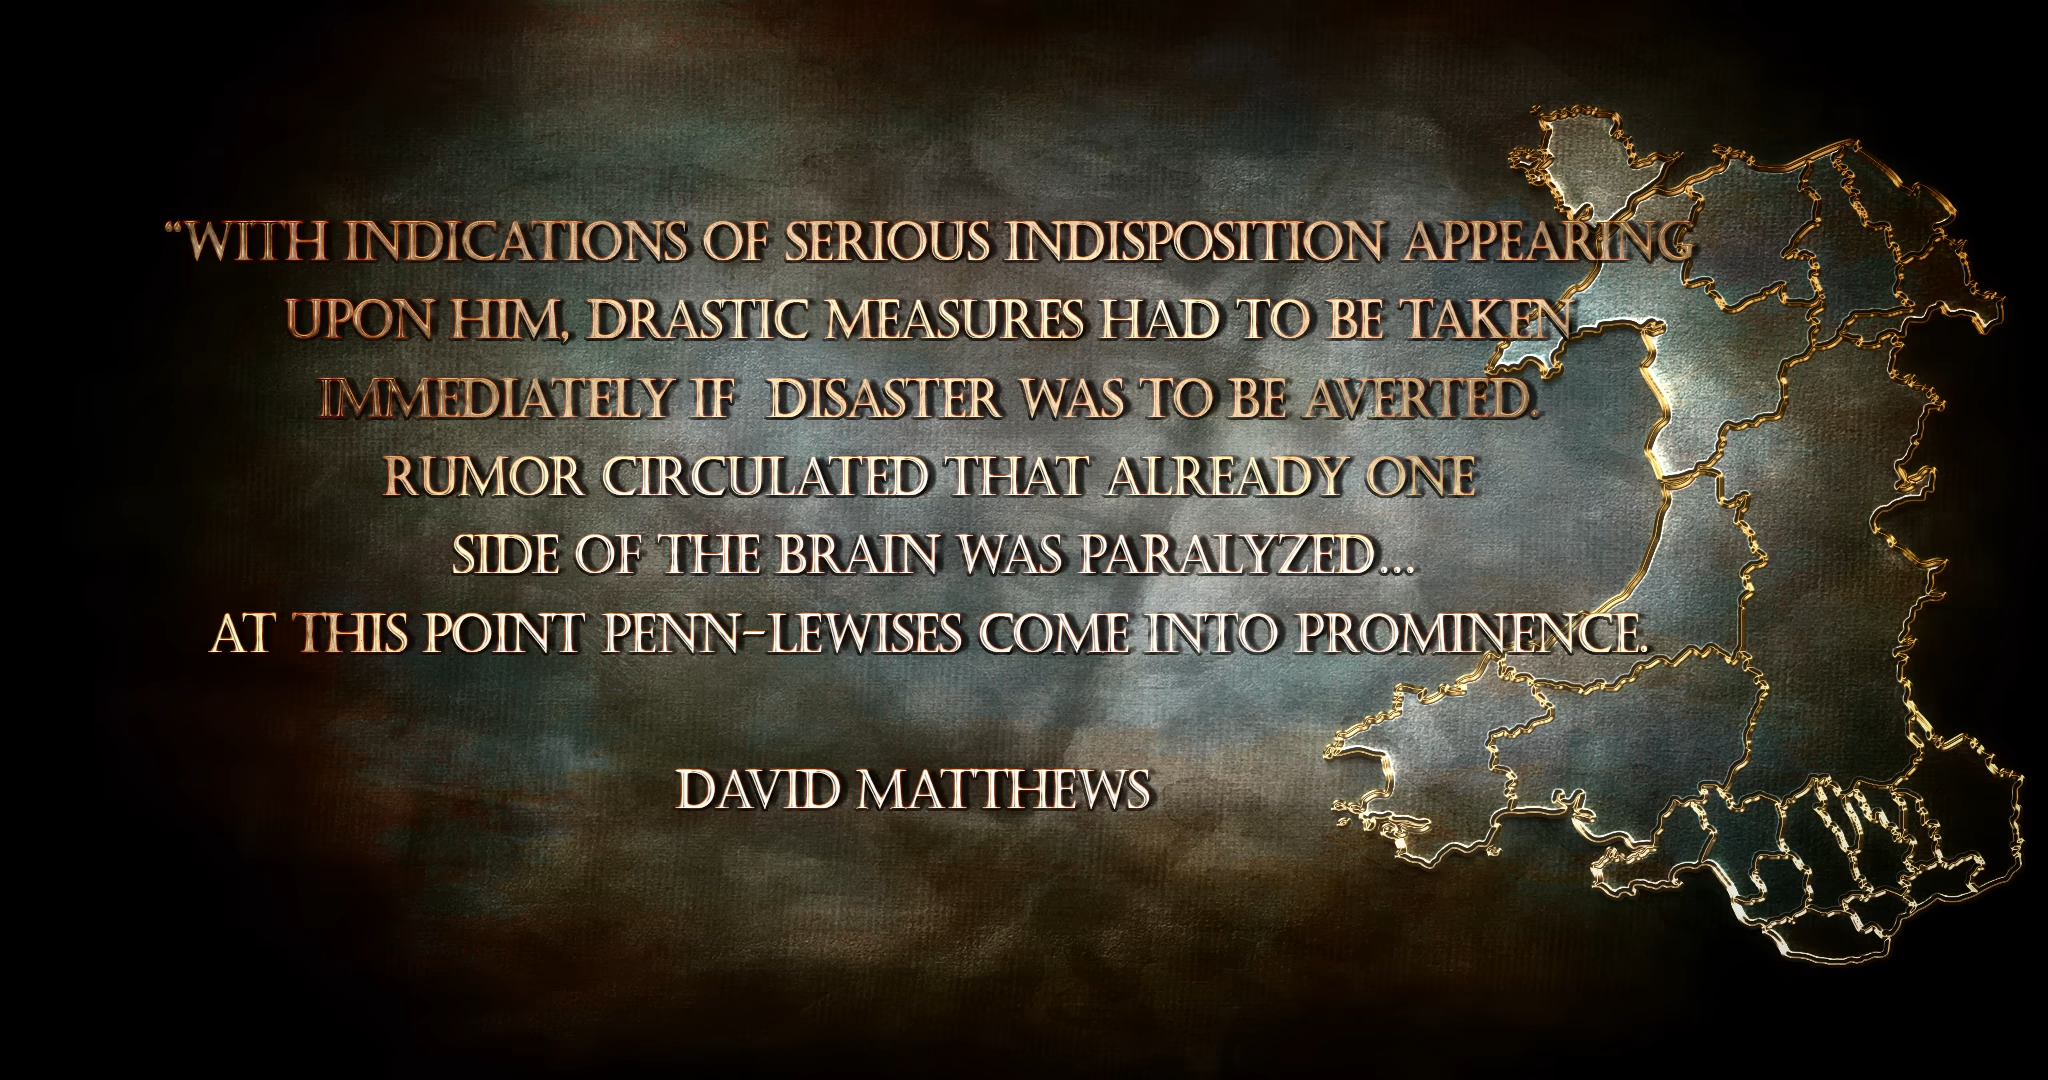 “WITH INDICATIONS OF SERIOUS INDISPOSITION APPEARING
UPON HIM, DRASTIC MEASURES HAD TO BE TAKEN
IMMEDIATELY IF DISASTER WAS TO BE AVERTED.
RUMOR CIRCULATED THAT ALREADY ONE
SIDE OF THE BRAIN WAS PARALYZED...
AT THIS POINT PENN-LEWISES COME INTO PROMINENCE.
DAVID MATTHEWS